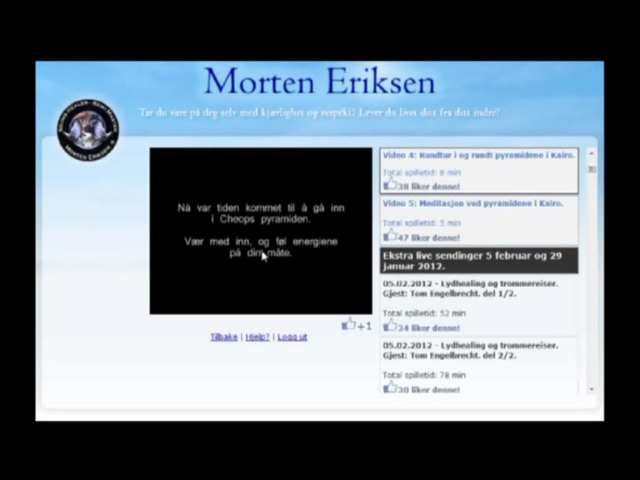 Morten Eriksen
Tar du vare på deg selv med kjærlighet og respekt? Lever du livet ditt fra ditt indre?
MORTEN ERIKSEN
Nå var tiden kommet til å gå inn
i Cheops pyramiden.
Vær med inn, og føl energiene
på din måte.
+1
Tilbake | Hjelp? | Logg ut
Video 4: Rundtur i og rundt pyramidene i Kairo.
Total spilletid: 8 min
38 liker denne!
Video 5: Meditasjon ved pyramidene i Kairo.
Total spilletid: 5 min
47 liker denne!
Ekstra live sendinger 5 februar og 29
januar 2012.
05.02.2012 - Lydhealing og trommereiser.
Gjest: Tom Engelbrecht. del 1/2.
Total spilletid: 52 min
34 liker denne!
05.02.2012 - Lydhealing og trommereiser.
Gjest: Tom Engelbrecht. del 2/2.
Total spilletid: 78 min
30 liker denne!